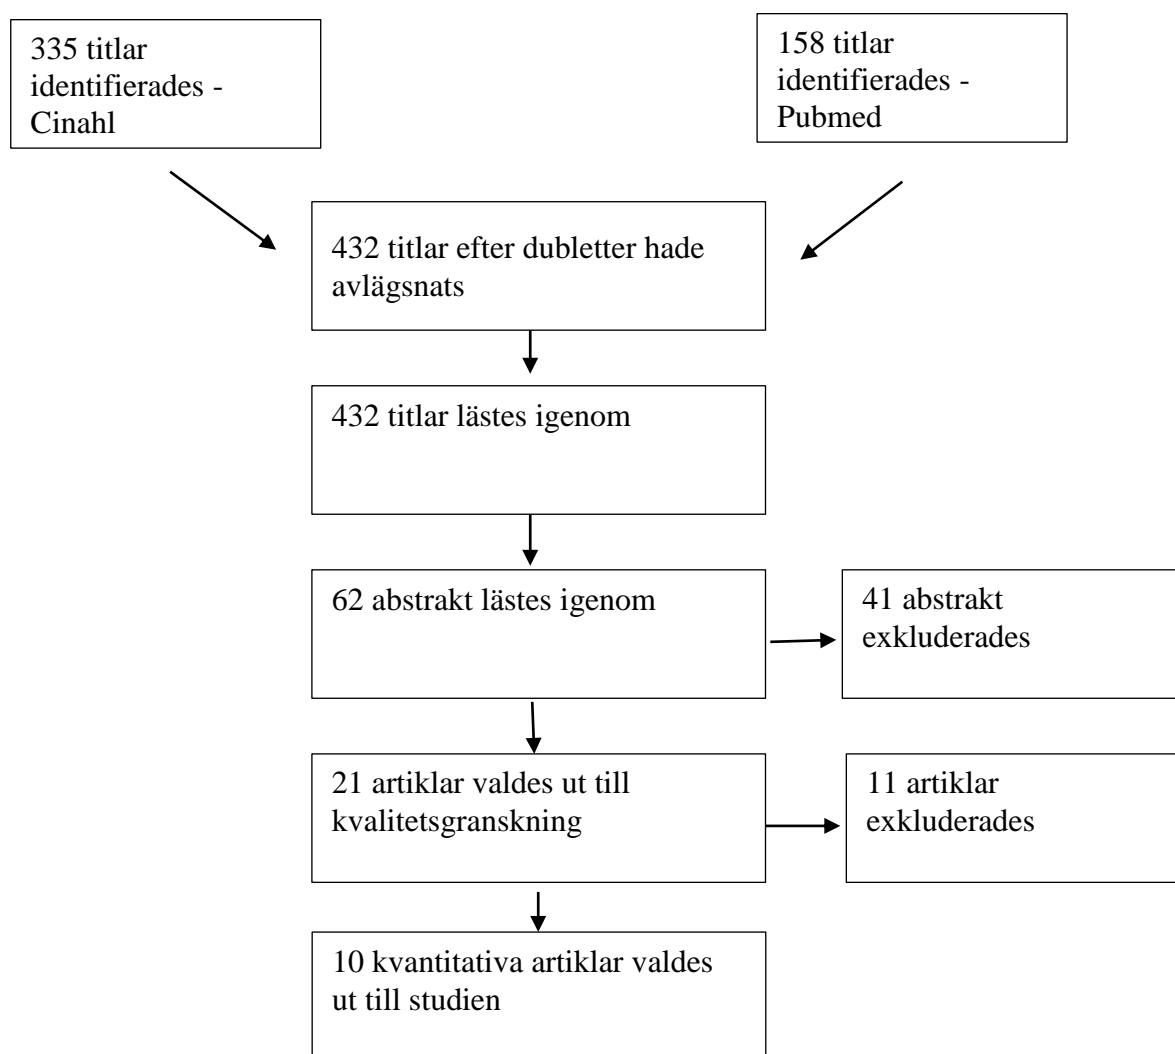 335 titlar
identifierades -
Cinahl
158 titlar
identifierades -
Pubmed
432 titlar efter dubletter hade
avlägsnats
432 titlar lästes igenom
62 abstrakt lästes igenom
41 abstrakt
exkluderades
21 artiklar valdes ut till
kvalitetsgranskning
11 artiklar
exkluderades
10 kvantitativa artiklar valdes
ut till studien